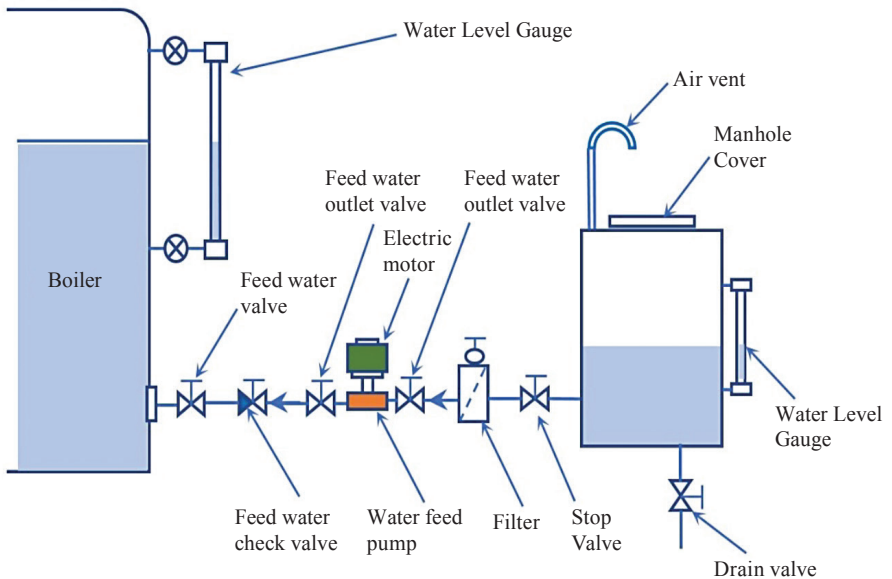 Water Level Gauge
Air vent
Manhole
Cover
Feed water
outlet valve
Feed water
outlet valve
Electric
motor
Boiler
Feed water
valve
Water Level
Gauge
Feed water
check valve
Water feed
pump
Filter
Stop
Valve
Drain valve